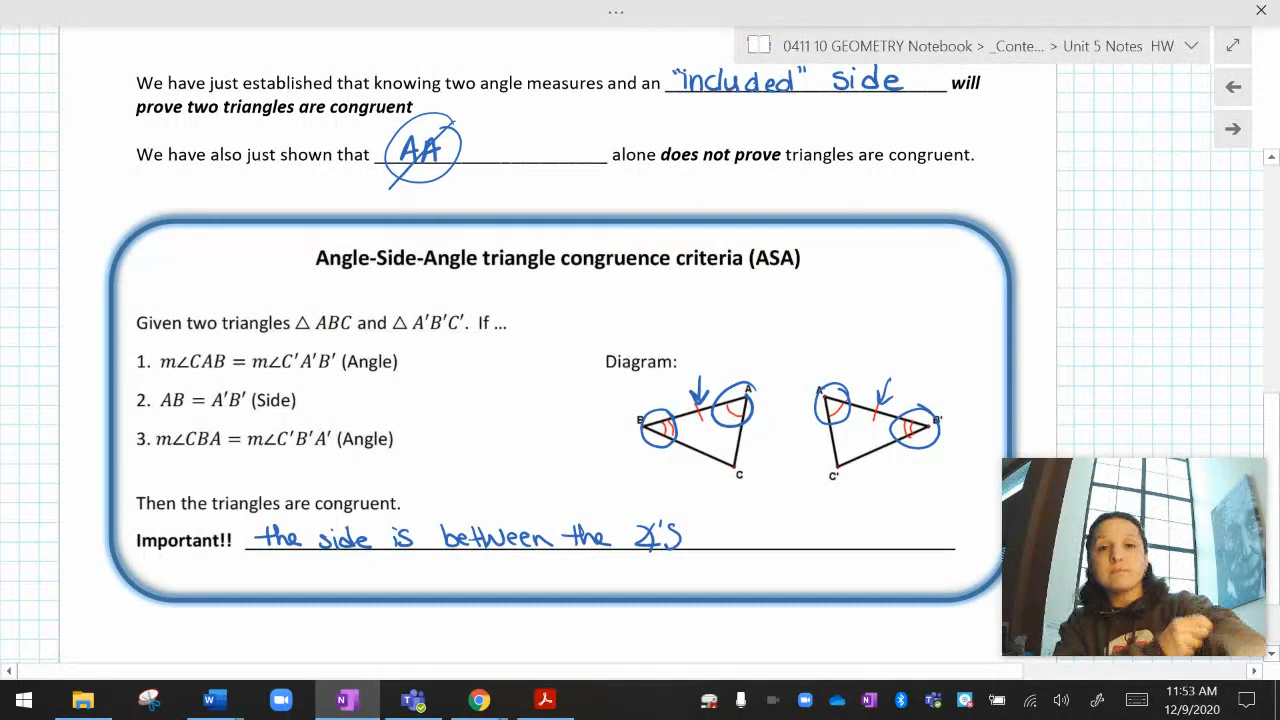 0411 10 GEOMETRY Notebook > _Conte... > Unit 5 Notes HW
We have just established that knowing two angle measures and an "included" side will
prove two triangles are congruent
We have also just shown that AA alone does not prove triangles are congruent.
Angle-Side-Angle triangle congruence criteria (ASA)
Given two triangles △ ABC and △ A′B′C′. If ...
1. m∠CAB = m∠C′A′B′ (Angle)
Diagram:
2. AB = A′B′ (Side)
3. m∠CBA = m∠C′B′A′ (Angle)
A
B
C
A'
B'
C'
Then the triangles are congruent.
Important!! the side is between the ∡'s
11:53 AM
12/9/2020